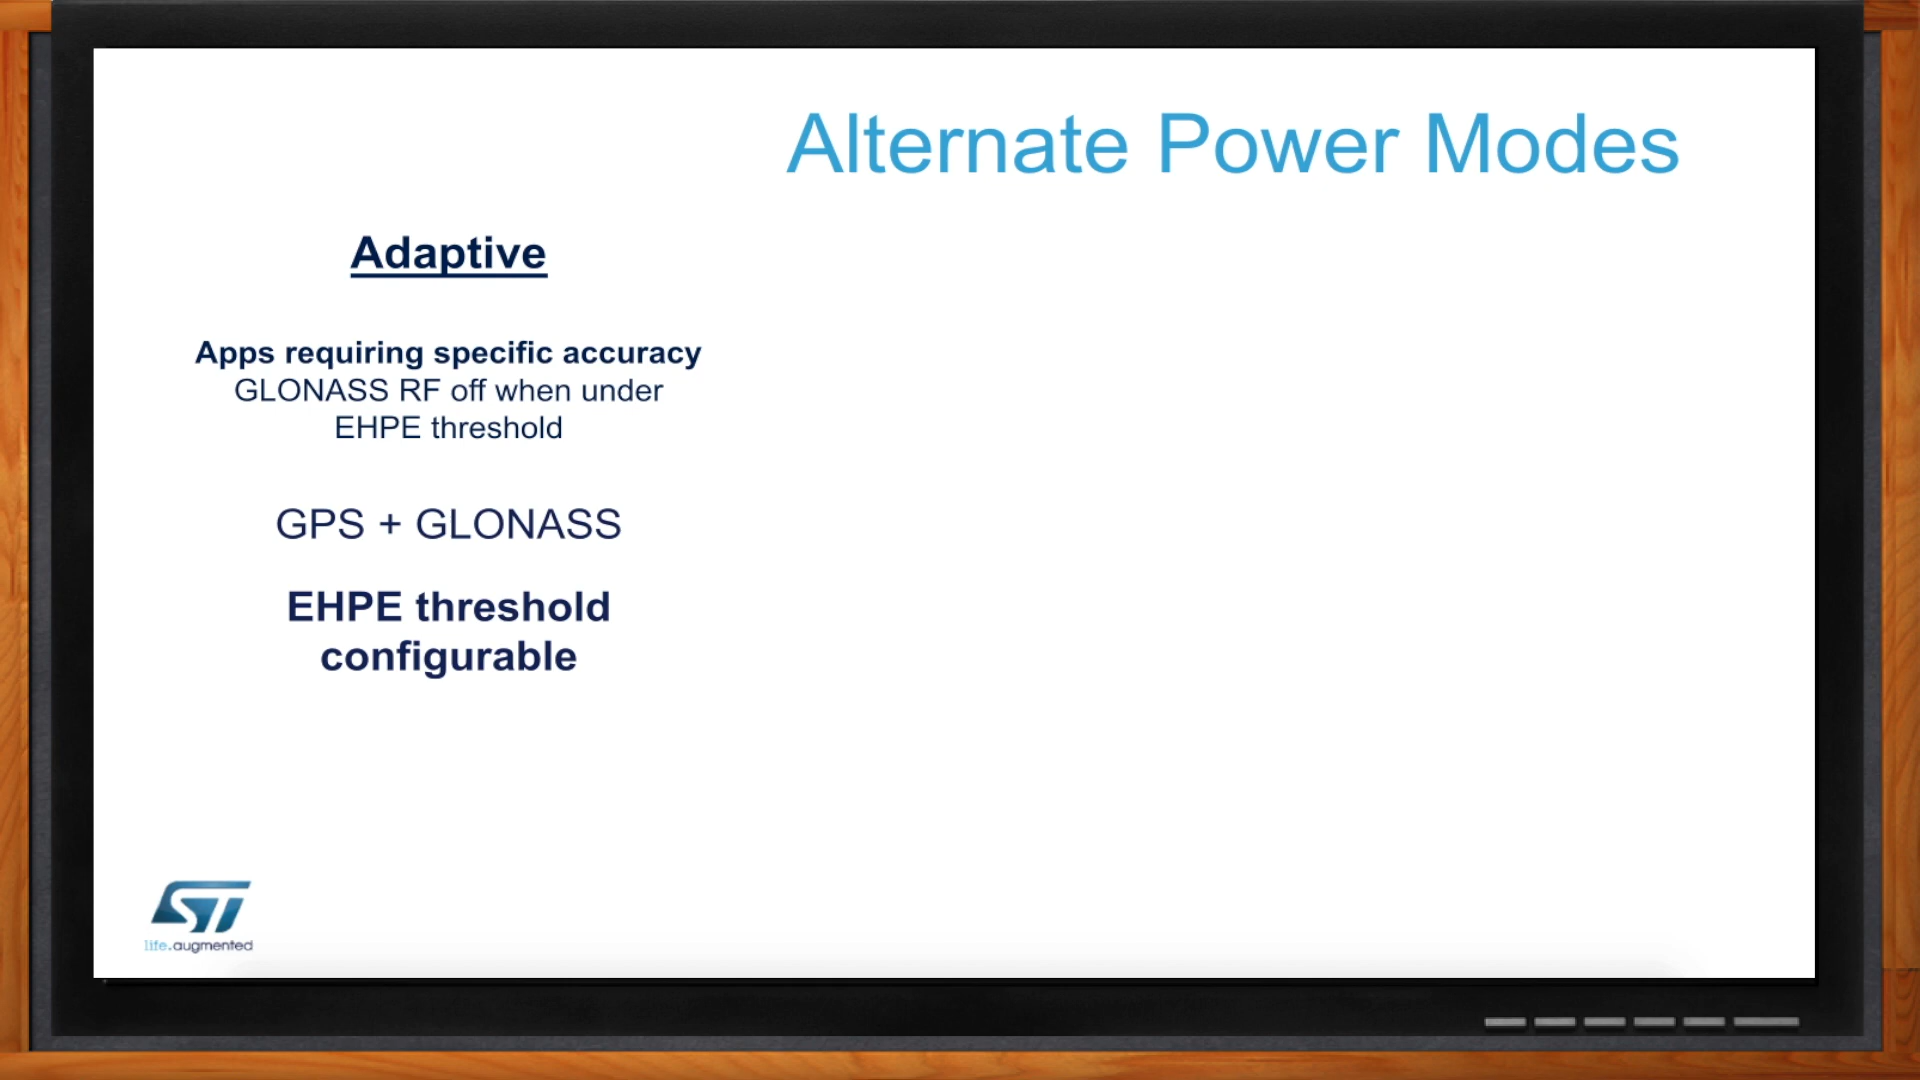 Alternate Power Modes
Adaptive
Apps requiring specific accuracy
GLONASS RF off when under
EHPE threshold
GPS + GLONASS
EHPE threshold
configurable
ST
life.augmented